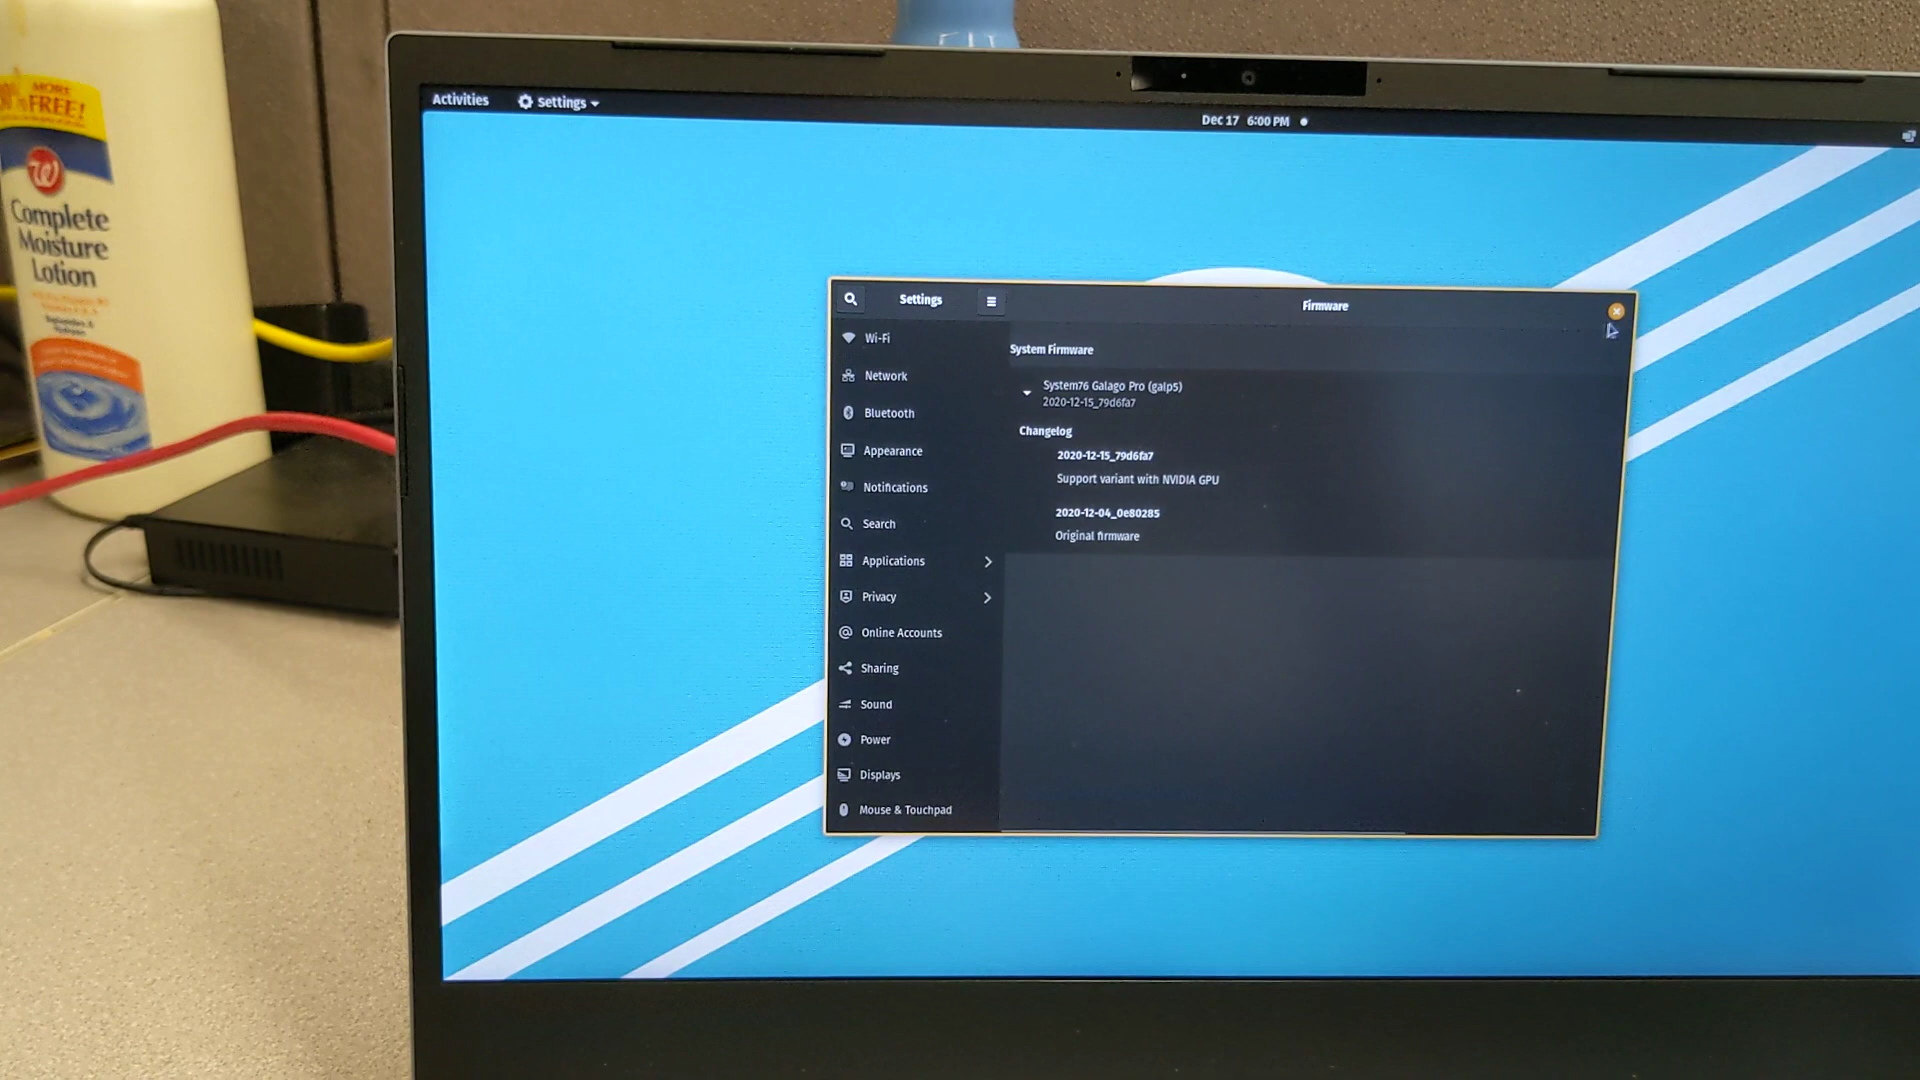 MORE
FREE!
W
Complete
Moisture
Lotion
Activities
Settings
Dec 17 6:00 PM
Settings
Firmware
Wi-Fi
Network
Bluetooth
Appearance
Notifications
Search
Applications
Privacy
Online Accounts
Sharing
Sound
Power
Displays
Mouse & Touchpad
System Firmware
System76 Galago Pro (galp5)
2020-12-15_79d6fa7
Changelog
2020-12-15_79d6fa7
Support variant with NVIDIA GPU
2020-12-04_0e80285
Original firmware